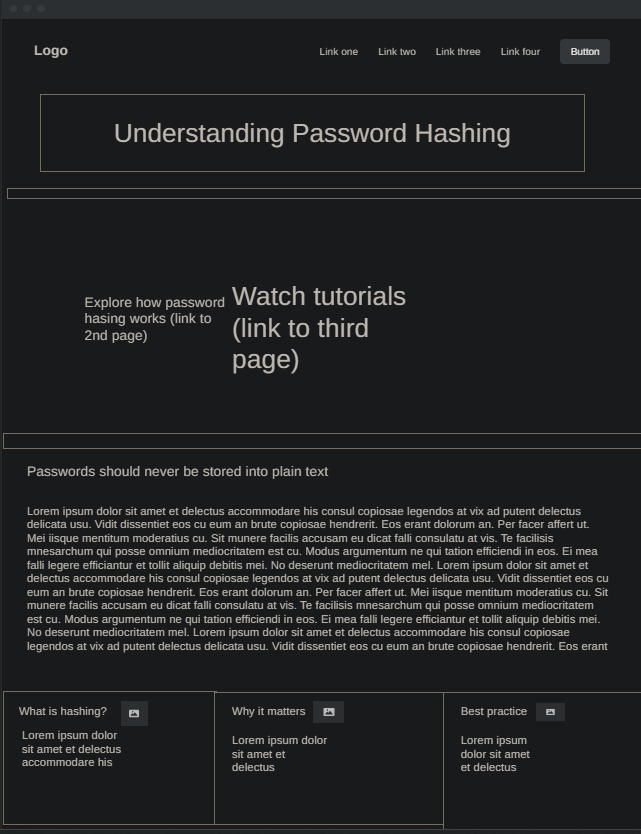 Logo
Link one Link two Link three Link four Button
Understanding Password Hashing
Explore how password
hasing works (link to
2nd page)
Watch tutorials
(link to third
page)
Passwords should never be stored into plain text
Lorem ipsum dolor sit amet et delectus accommodare his consul copiosae legendos at vix ad putent delectus
delicata usu. Vidit dissentiet eos cu eum an brute copiosae hendrerit. Eos erant dolorum an. Per facer affert ut.
Mei iisque mentitum moderatius cu. Sit munere facilis accusam eu dicat falli consulatu at vis. Te facilisis
mnesarchum qui posse omnium mediocritatem est cu. Modus argumentum ne qui tation efficiendi in eos. Ei mea
falli legere efficiantur et tollit aliquip debitis mei. No deserunt mediocritatem mel. Lorem ipsum dolor sit amet et
delectus accommodare his consul copiosae legendos at vix ad putent delectus delicata usu. Vidit dissentiet eos cu
eum an brute copiosae hendrerit. Eos erant dolorum an. Per facer affert ut. Mei iisque mentitum moderatius cu. Sit
munere facilis accusam eu dicat falli consulatu at vis. Te facilisis mnesarchum qui posse omnium mediocritatem
est cu. Modus argumentum ne qui tation efficiendi in eos. Ei mea falli legere efficiantur et tollit aliquip debitis mei.
No deserunt mediocritatem mel. Lorem ipsum dolor sit amet et delectus accommodare his consul copiosae
legendos at vix ad putent delectus delicata usu. Vidit dissentiet eos cu eum an brute copiosae hendrerit. Eos erant
What is hashing?
Lorem ipsum dolor
sit amet et delectus
accommodare his
Why it matters
Lorem ipsum dolor
sit amet et
delectus
Best practice
Lorem ipsum
dolor sit amet
et delectus